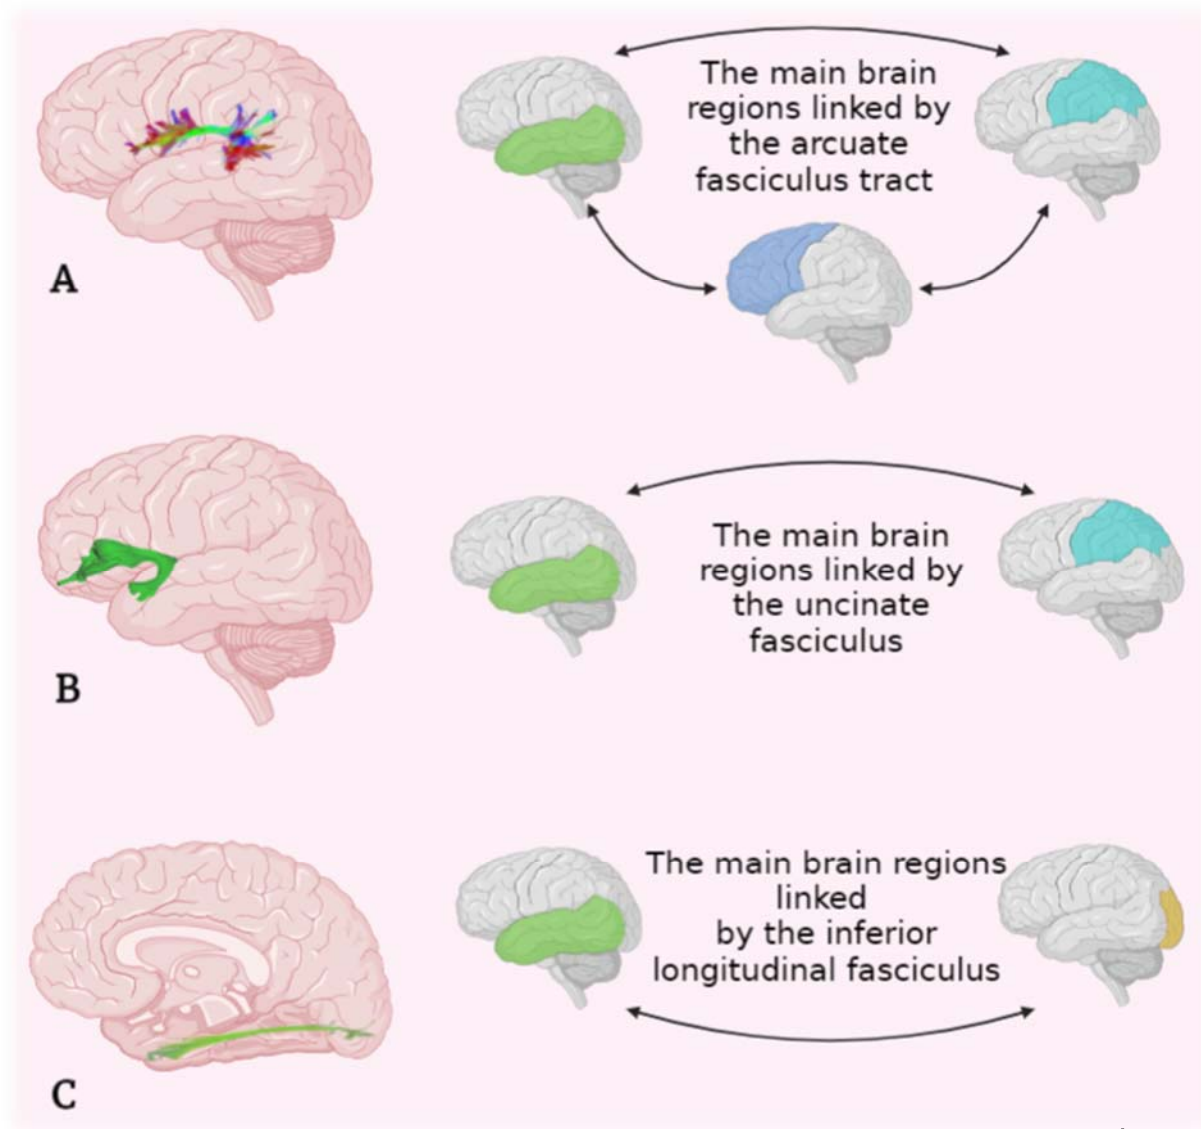 The main brain
regions linked by
the arcuate
fasciculus tract
A
The main brain
regions linked by
the uncinate
fasciculus
B
The main brain regions
linked
by the inferior
longitudinal fasciculus
C